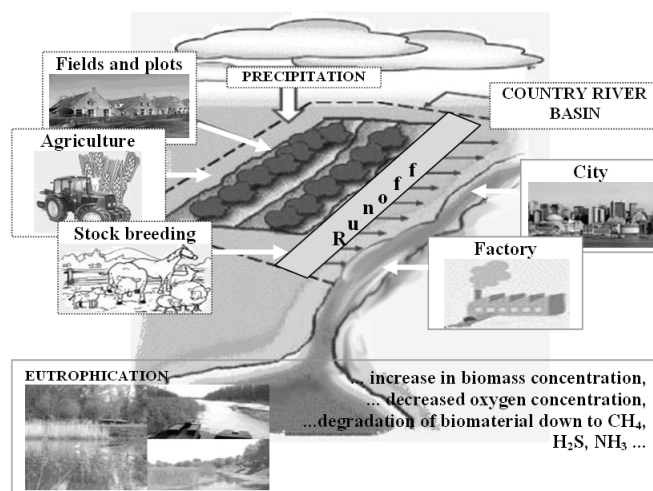 Fields and plots
PRECIPITATION
COUNTRY RIVER
BASIN
Agriculture
City
Runoff
Stock breeding
Factory
EUTROPHICATION
... increase in biomass concentration,
... decreased oxygen concentration,
...degradation of biomaterial down to CH₄,
H₂S, NH₃ ...